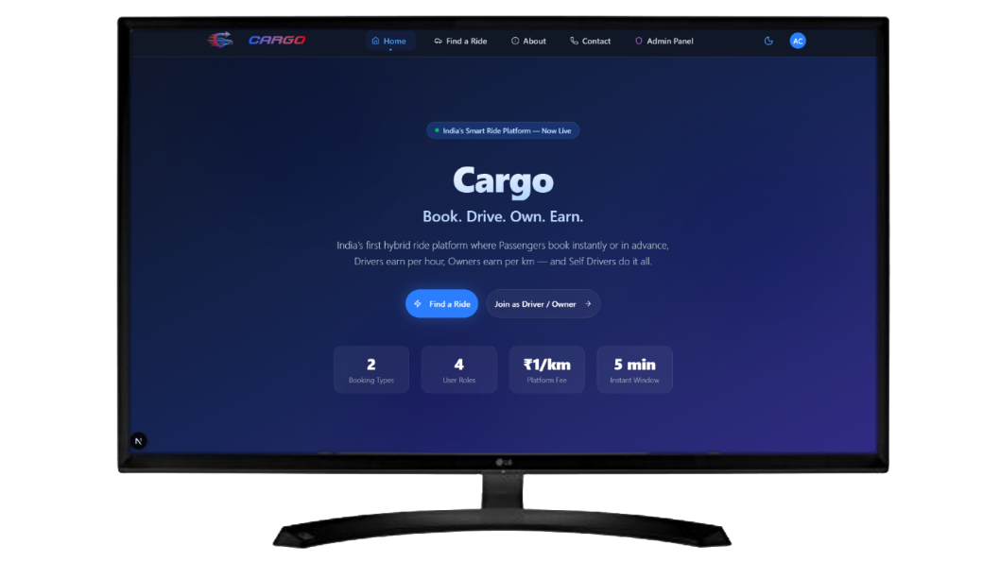 CARGO
Home
Find a Ride
About
Contact
Admin Panel
AC
India's Smart Ride Platform — Now Live
Cargo
Book. Drive. Own. Earn.
India's first hybrid ride platform where Passengers book instantly or in advance,
Drivers earn per hour, Owners earn per km — and Self Drivers do it all.
Find a Ride
Join as Driver / Owner →
2
Booking Types
4
User Roles
₹1/km
Platform Fee
5 min
Instant Window
N
LG